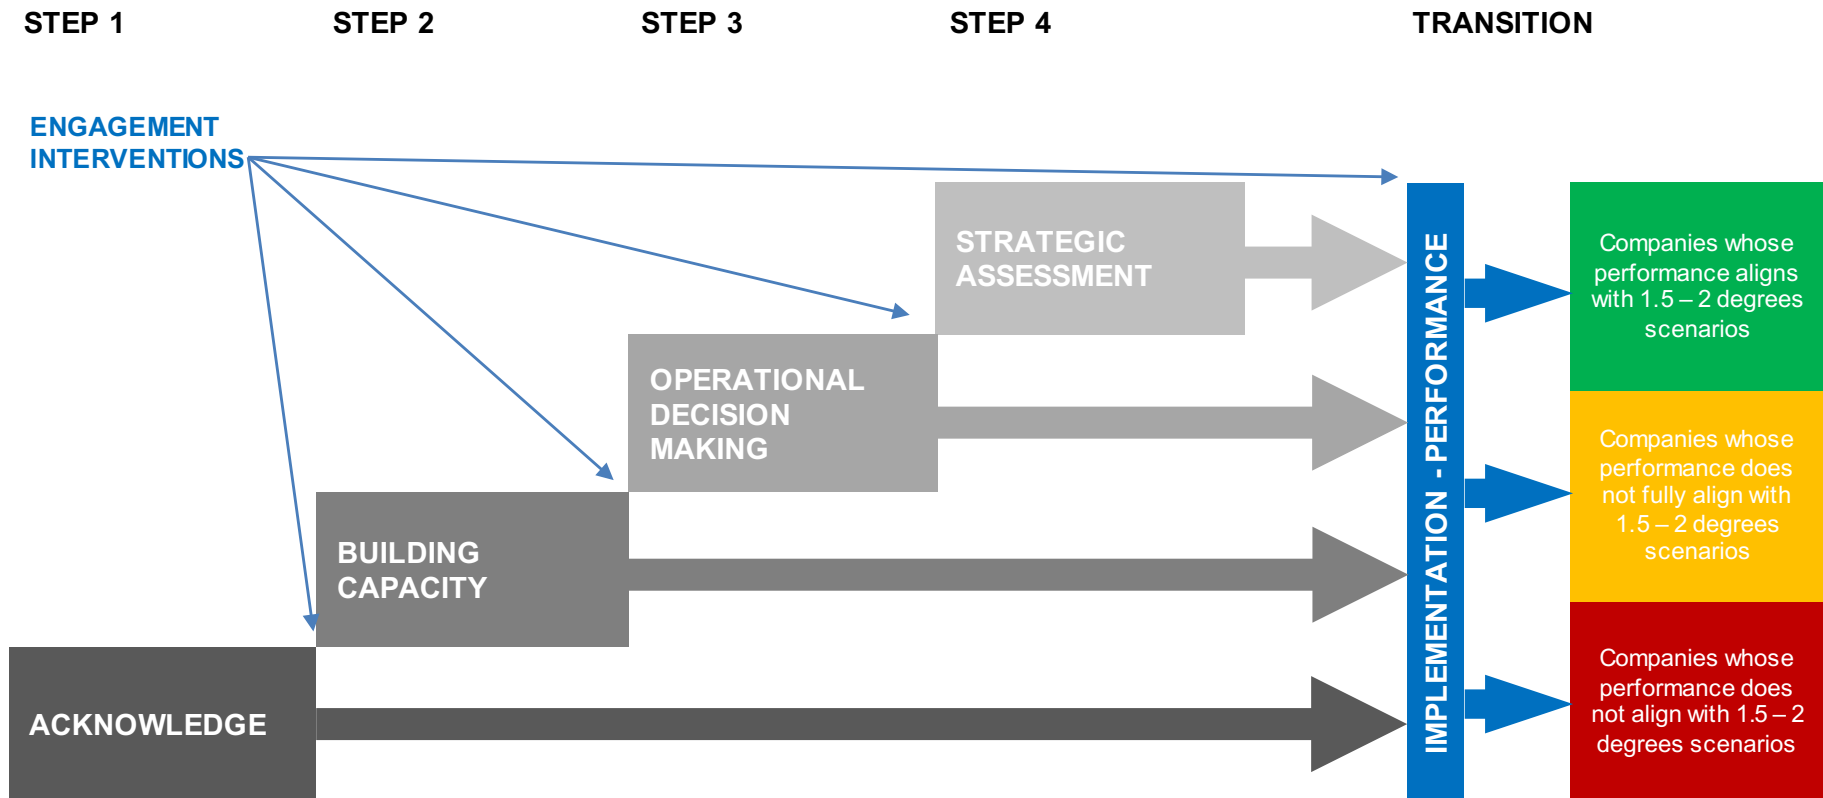 STEP 1
STEP 2
STEP 3
STEP 4
TRANSITION
ENGAGEMENT
INTERVENTIONS
STRATEGIC
ASSESSMENT
OPERATIONAL
DECISION
MAKING
BUILDING
CAPACITY
ACKNOWLEDGE
IMPLEMENTATION - PERFORMANCE
Companies whose
performance aligns
with 1.5 – 2 degrees
scenarios
Companies whose
performance does
not fully align with
1.5 – 2 degrees
scenarios
Companies whose
performance does
not align with 1.5 – 2
degrees scenarios